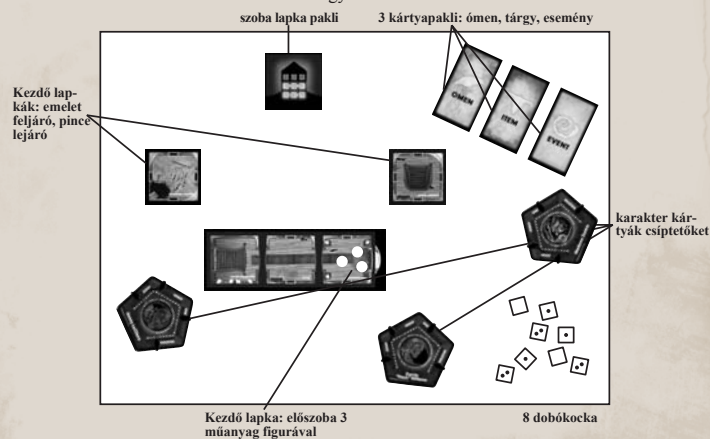 szoba lapka pakli
3 kártyapakli: ómen, tárgy, esemény
Kezdő lap-
kák: emelet
feljáró, pince
lejáró
OMEN
ITEM
EVENT
karakter kár-
tyák csíptetőket
Kezdő lapka: előszoba 3
műanyag figurával
8 dobókocka